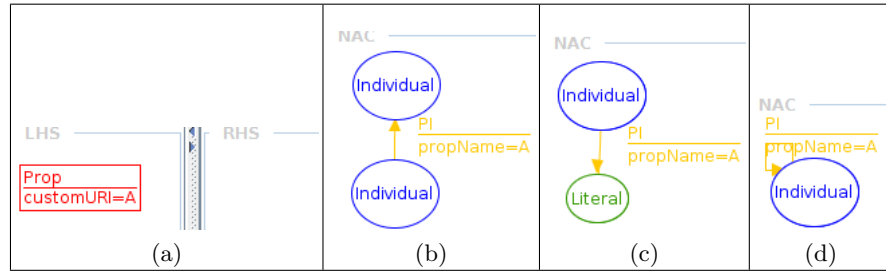 LHS
RHS
Prop
customURI=A
(a)
NAC
Individual
PI
propName=A
Individual
(b)
NAC
Individual
PI
propName=A
Literal
(c)
NAC
PI
propName=A
Individual
(d)